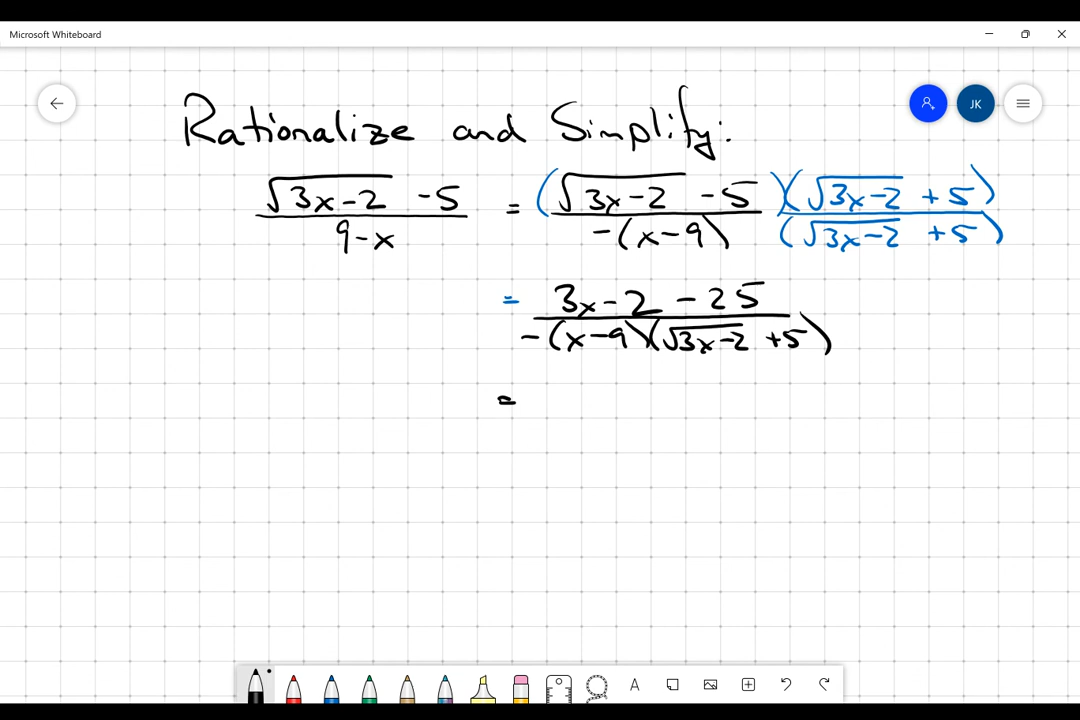 Microsoft Whiteboard
JK
Rationalize and Simplify:
√(3x-2) -5 / 9-x = (√(3x-2) -5 / -(x-9)) (√(3x-2) +5) / (√(3x-2) +5)
= 3x-2 -25 / -(x-9)(√(3x-2) +5)
=
A